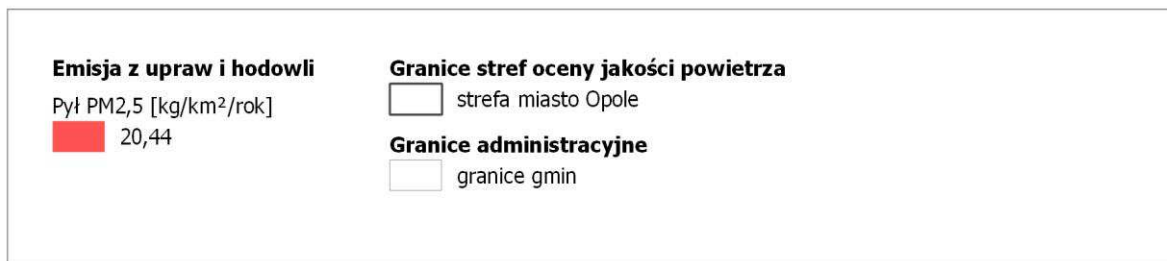 Emisja z upraw i hodowli
Pył PM2,5 [kg/km²/rok]
20,44
Granice stref oceny jakości powietrza
strefa miasto Opole
Granice administracyjne
granice gmin